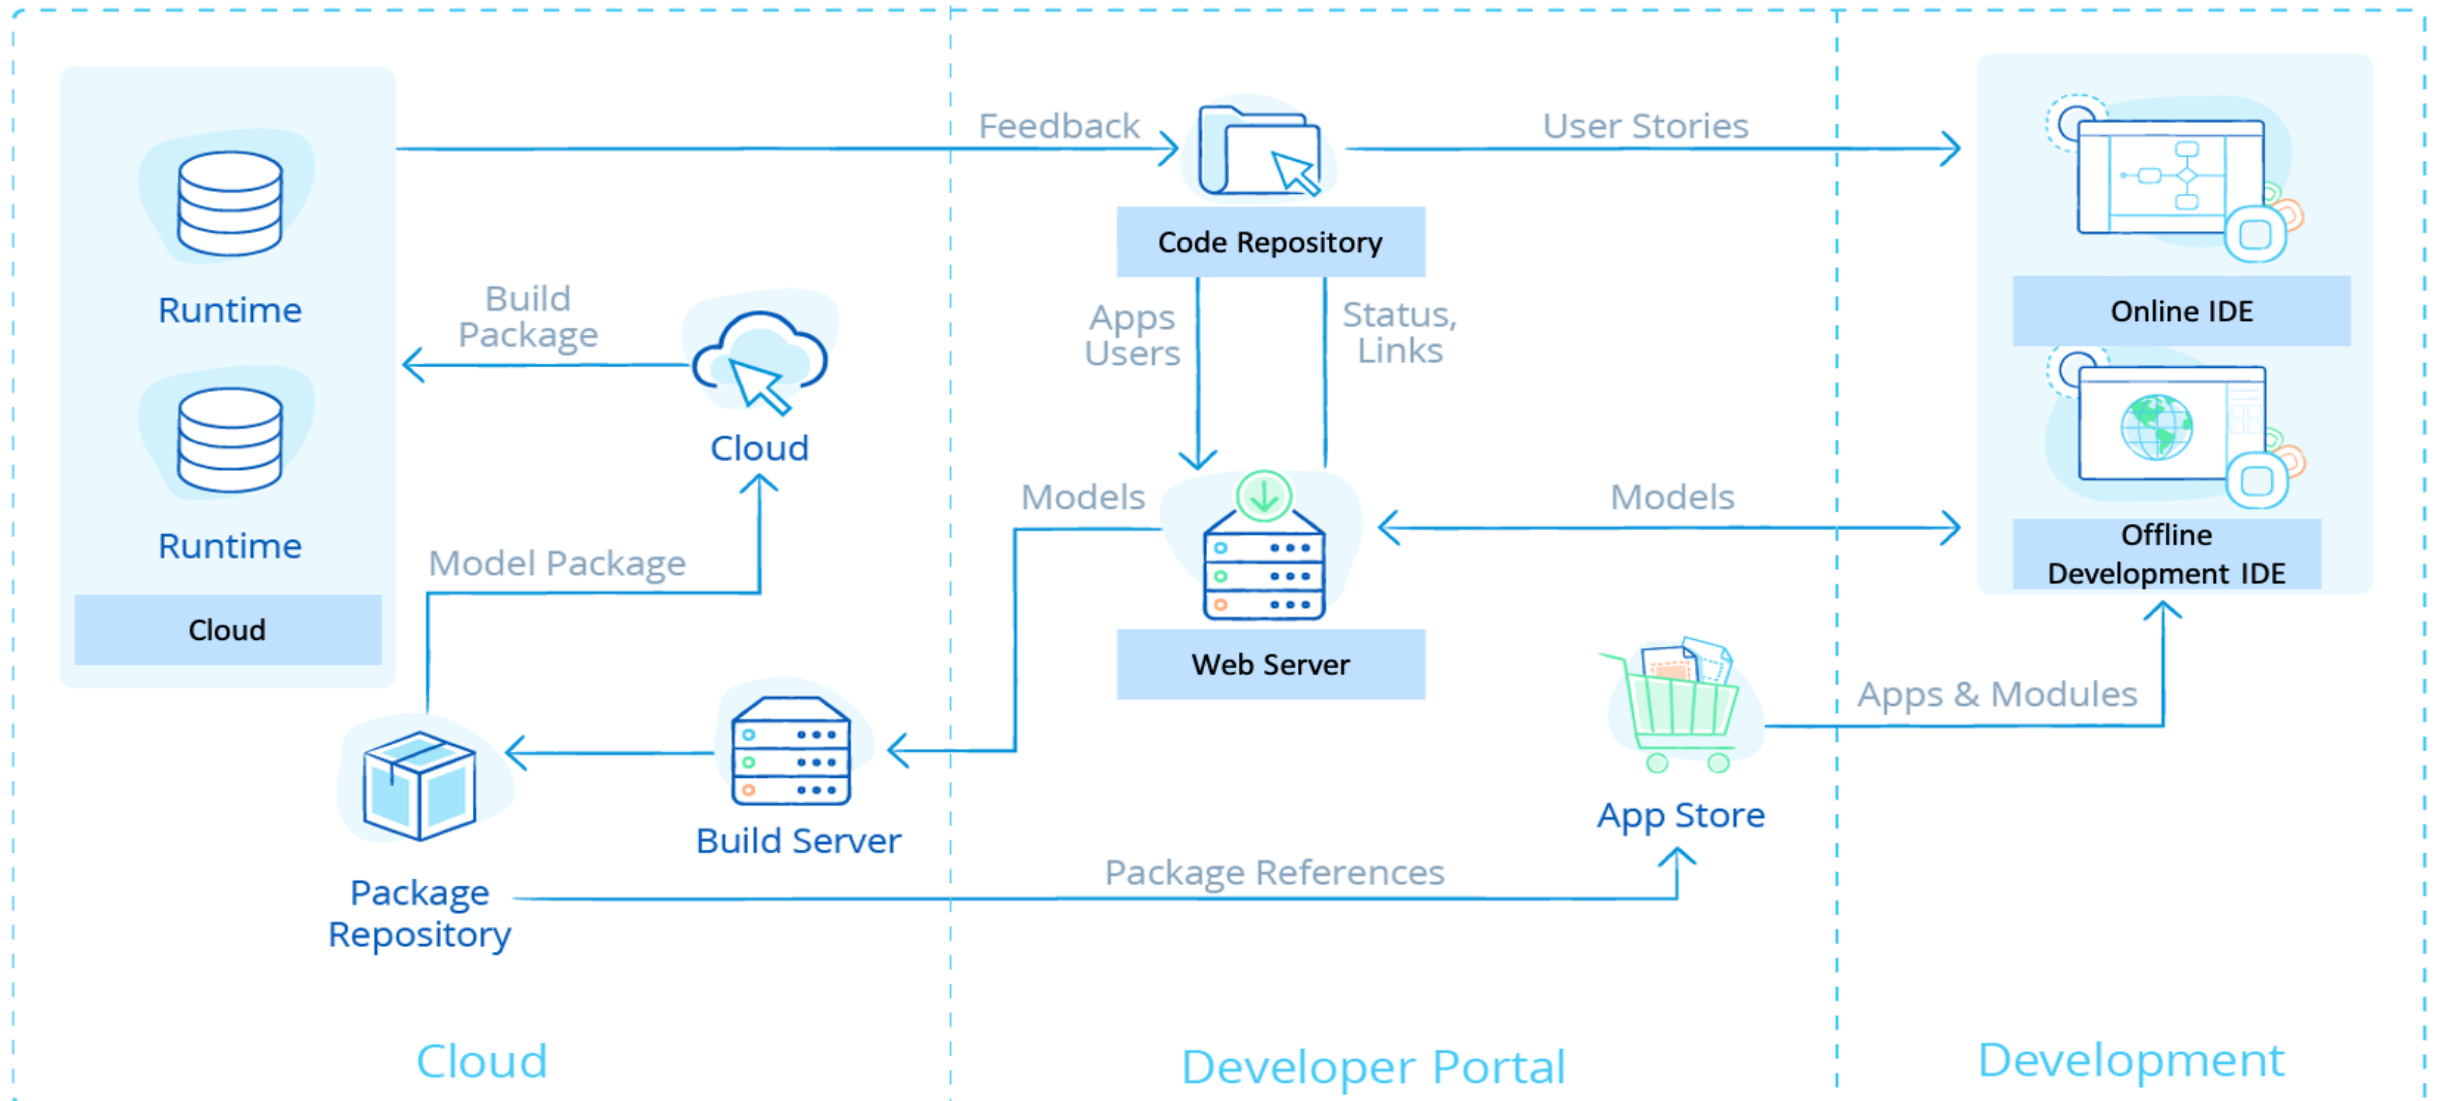 Feedback
User Stories
Code Repository
Runtime
Build
Package
Apps
Users
Status,
Links
Online IDE
Cloud
Runtime
Models
Models
Offline
Development IDE
Model Package
Cloud
Web Server
Apps & Modules
Build Server
App Store
Package
Repository
Package References
Cloud
Developer Portal
Development